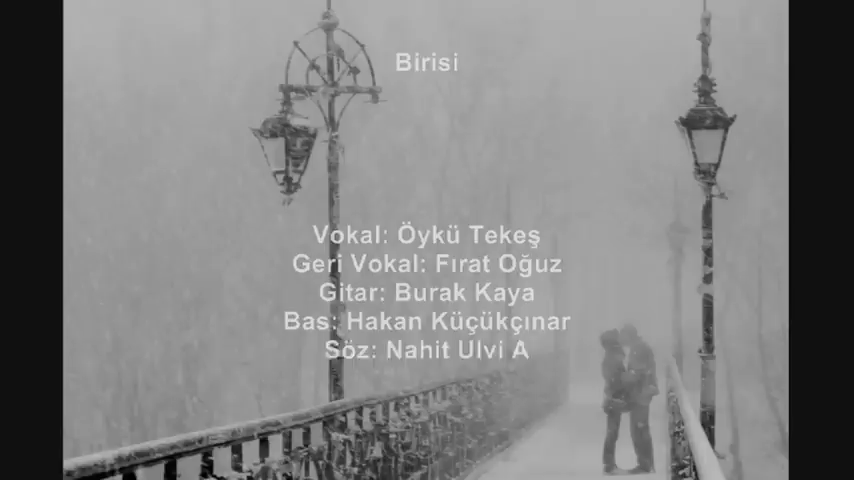 Birisi
Vokal: Öykü Tekeş
Geri Vokal: Fırat Oğuz
Gitar: Burak Kaya
Bas: Hakan Küçükçınar
Söz: Nahit Ulvi A